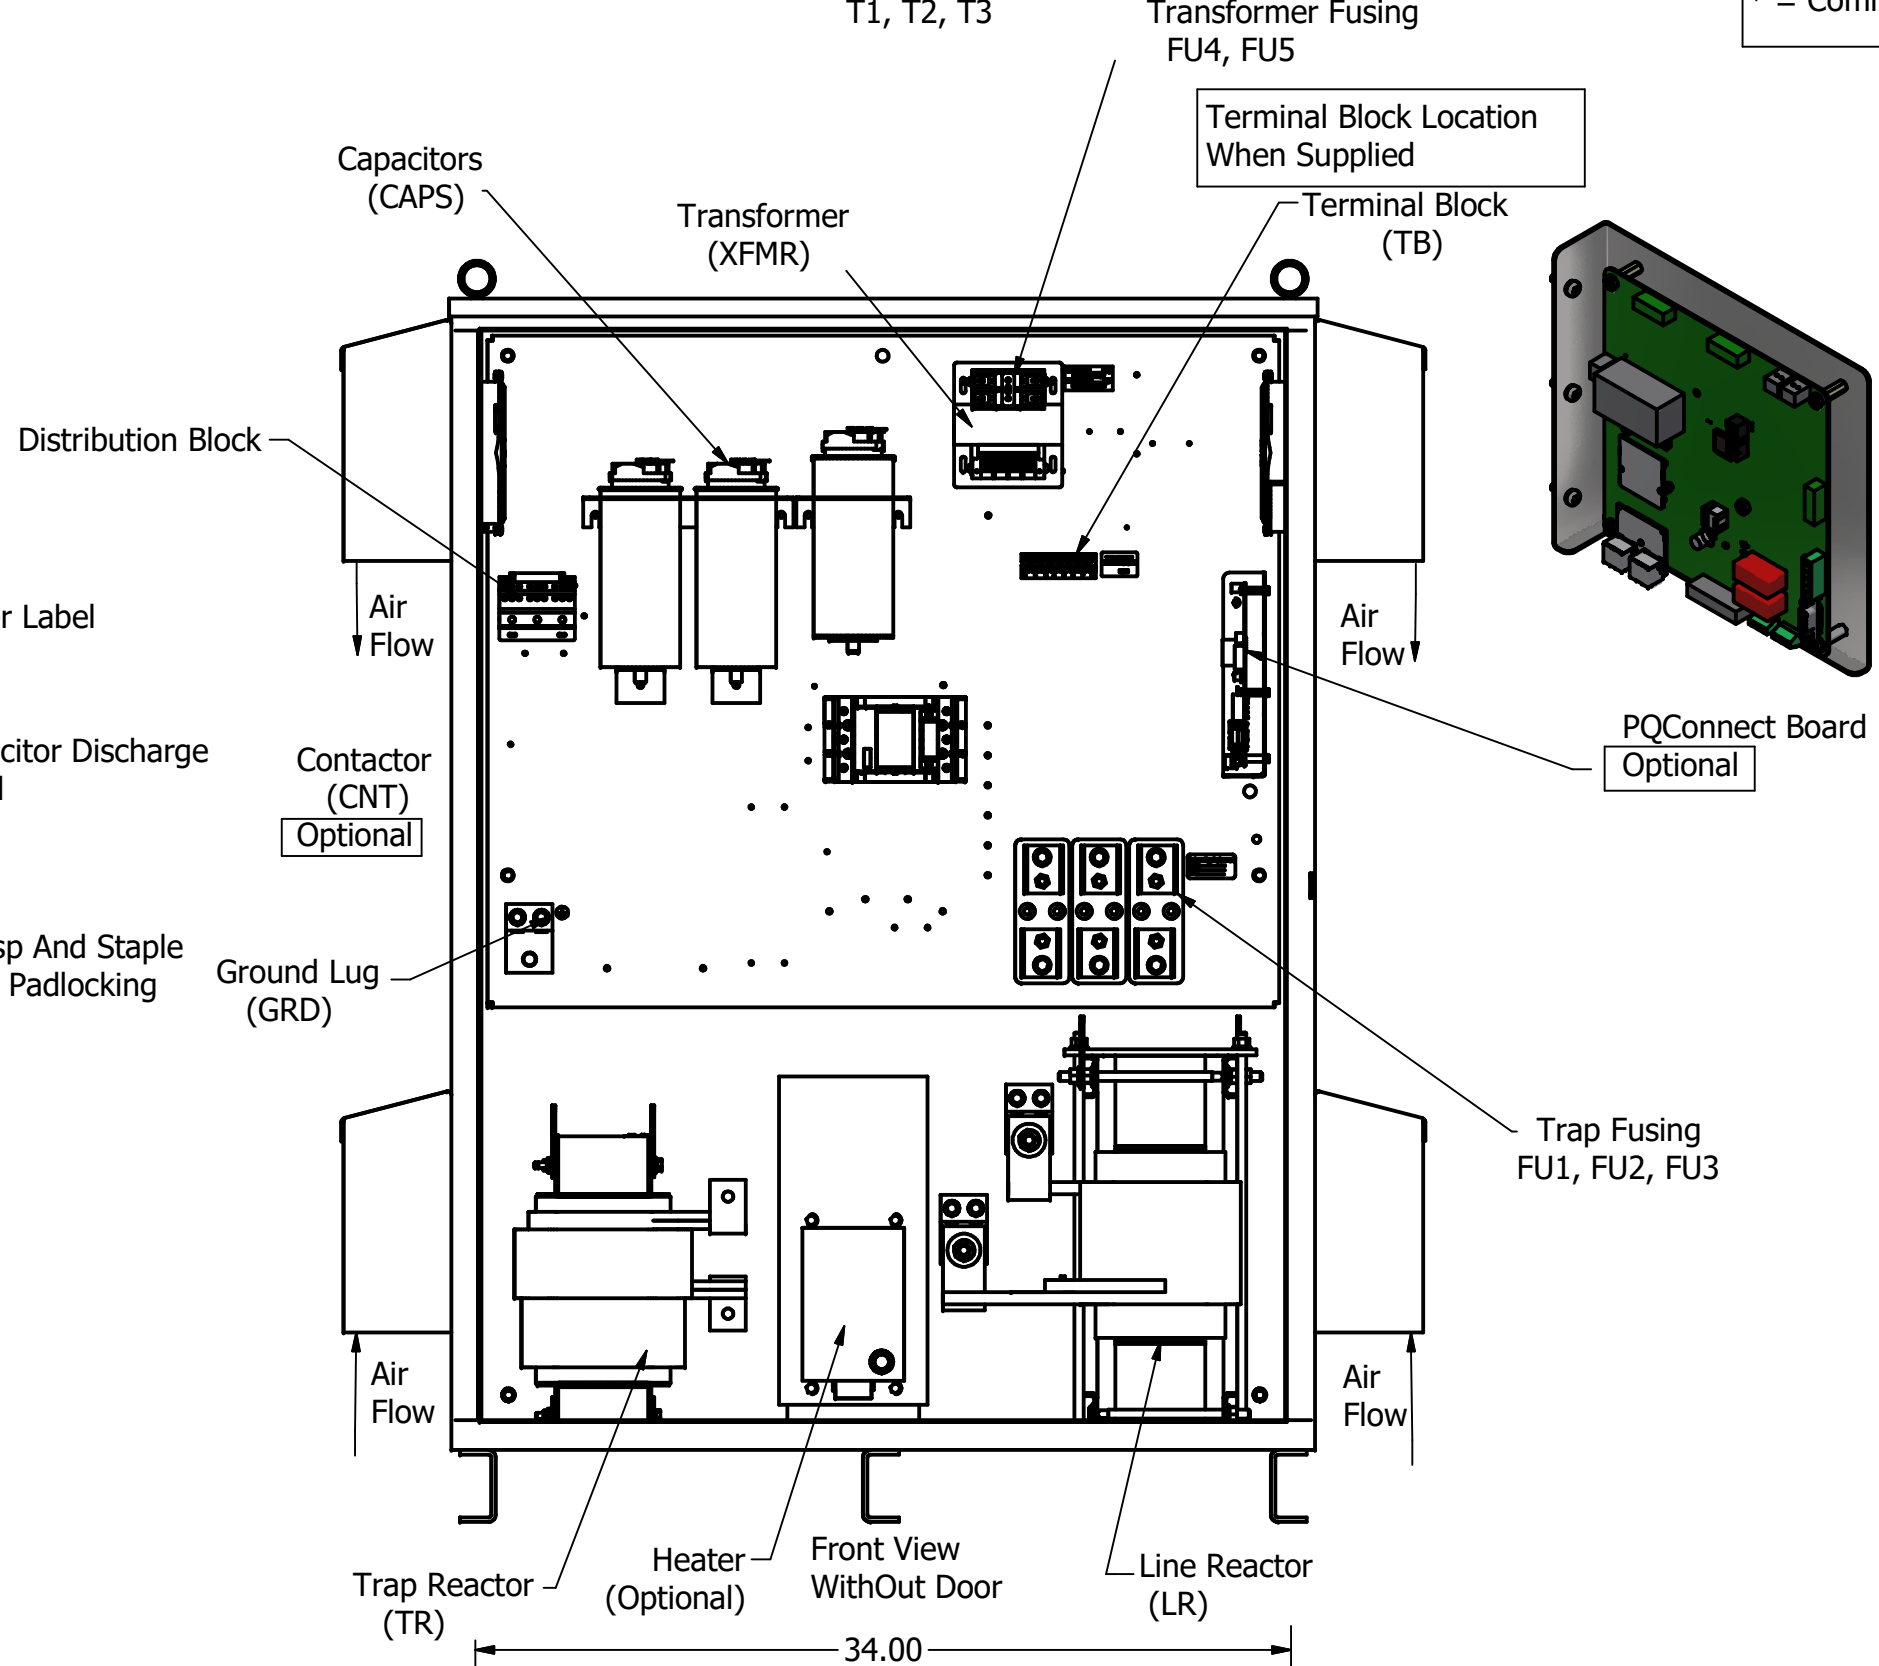 T1, T2, T3
Transformer Fusing
FU4, FU5
Terminal Block Location
When Supplied
Capacitors
(CAPS)
Transformer
(XFMR)
Terminal Block
(TB)
Distribution Block
Label
Air
Flow
Air
Flow
PQConnect Board
Optional
Discharge
Contactor
(CNT)
Optional
And Staple
Padlocking
Ground Lug
(GRD)
Trap Fusing
FU1, FU2, FU3
Air
Flow
Air
Flow
Trap Reactor
(TR)
Heater
(Optional)
Front View
WithOut Door
Line Reactor
(LR)
34.00